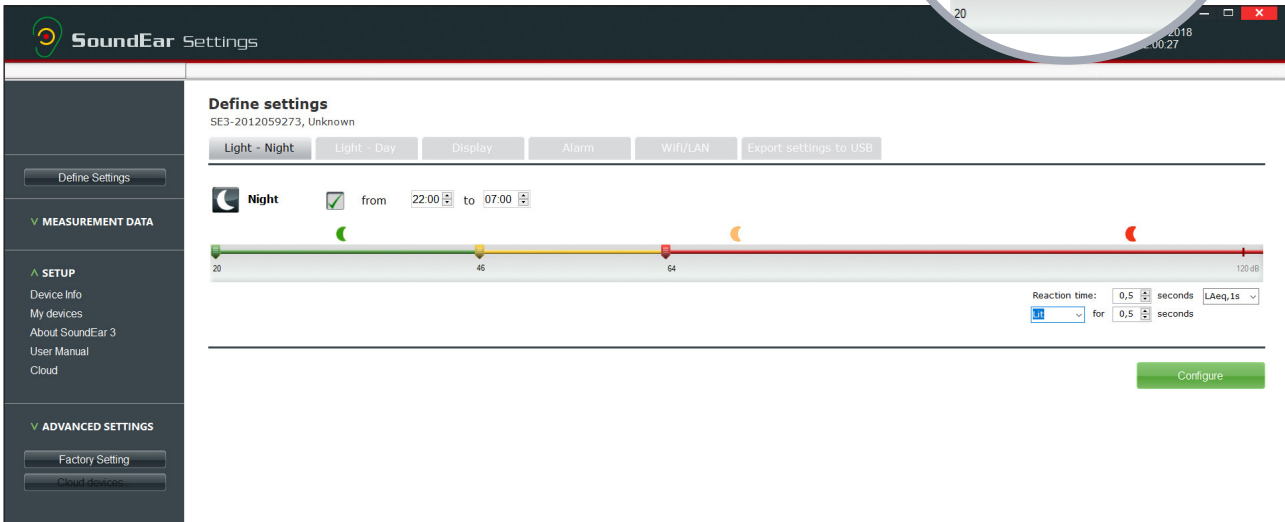 20
SoundEar Settings
2018
:00:27
Define settings
SE3-2012059273, Unknown
Light - Night Light - Day Display Alarm Wifi/LAN Export settings to USB
Define Settings
Night from 22:00 to 07:00
MEASUREMENT DATA
20 46 64 120 dB
SETUP
Device Info
My devices
About SoundEar 3
User Manual
Cloud
Reaction time: 0,5 seconds LAeq,1s
Lit for 0,5 seconds
Configure
ADVANCED SETTINGS
Factory Setting
Cloud devices...